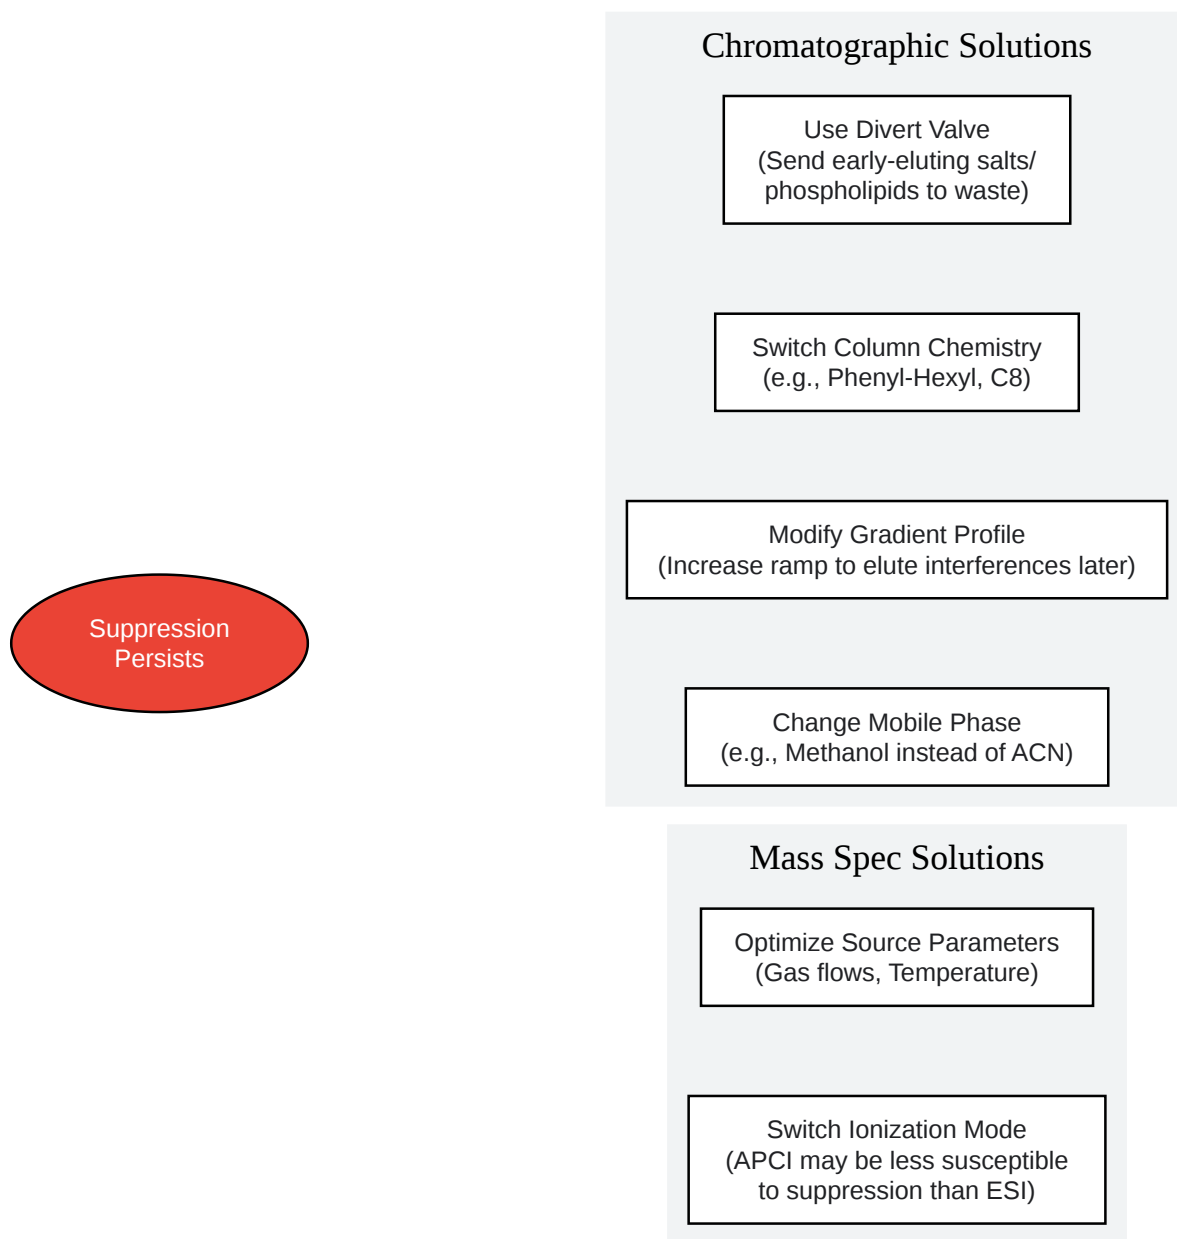 Chromatographic Solutions
Use Divert Valve
(Send early-eluting salts/
phospholipids to waste)
Switch Column Chemistry
(e.g., Phenyl-Hexyl, C8)
Modify Gradient Profile
(Increase ramp to elute interferences later)
Suppression
Persists
Change Mobile Phase
(e.g., Methanol instead of ACN)
Mass Spec Solutions
Optimize Source Parameters
(Gas flows, Temperature)
Switch Ionization Mode
(APCI may be less susceptible
to suppression than ESI)